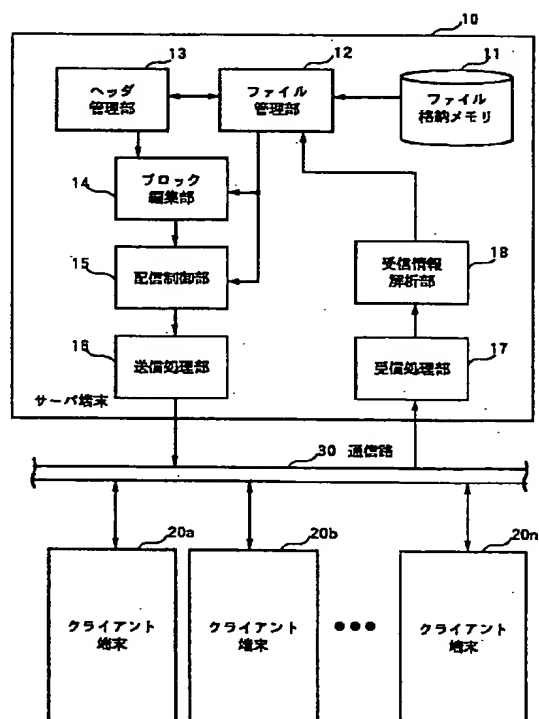 10
13
12
11
ヘッダ
管理部
ファイル
管理部
ファイル
格納メモリ
14
ブロック
編集部
15
配信制御部
18
受信情報
解析部
16
送信処理部
17
受信処理部
サーバ端末
30 通信路
20a
20b
20n
クライアント
端末
クライアント
端末
●●●
クライアント
端末